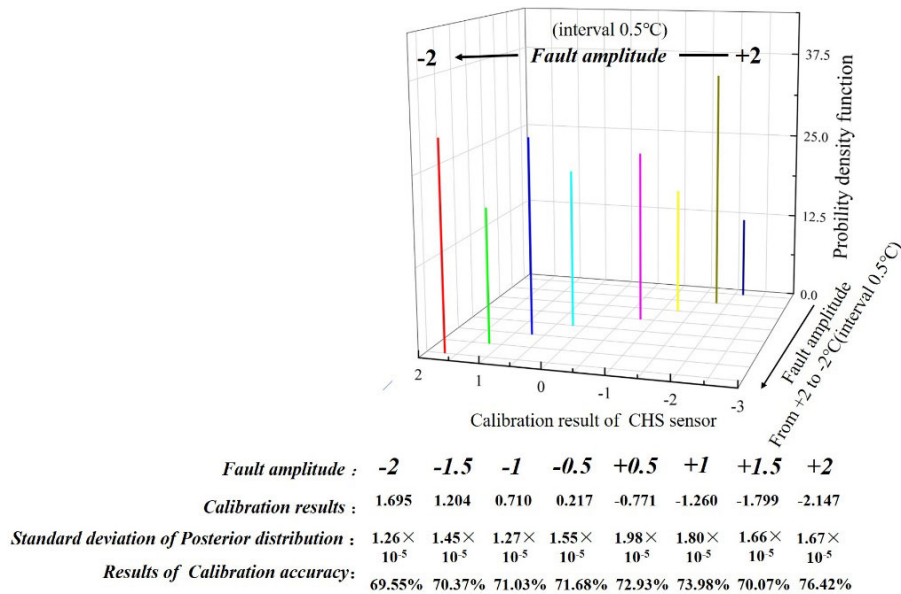 (interval 0.5°C)
-2 Fault amplitude +2
37.5
25.0
12.5
0.0
Probility density function
2 1 0 -1 -2 -3
Calibration result of CHS sensor
Fault amplitude
From +2 to -2°C(interval 0.5°C)
Fault amplitude : -2 -1.5 -1 -0.5 +0.5 +1 +1.5 +2
Calibration results : 1.695 1.204 0.710 0.217 -0.771 -1.260 -1.799 -2.147
Standard deviation of Posterior distribution : 1.26× 1.45× 1.27× 1.55× 1.98× 1.80× 1.66× 1.67×
10-5 10-5 10-5 10-5 10-5 10-5 10-5 10-5
Results of Calibration accuracy: 69.55% 70.37% 71.03% 71.68% 72.93% 73.98% 70.07% 76.42%